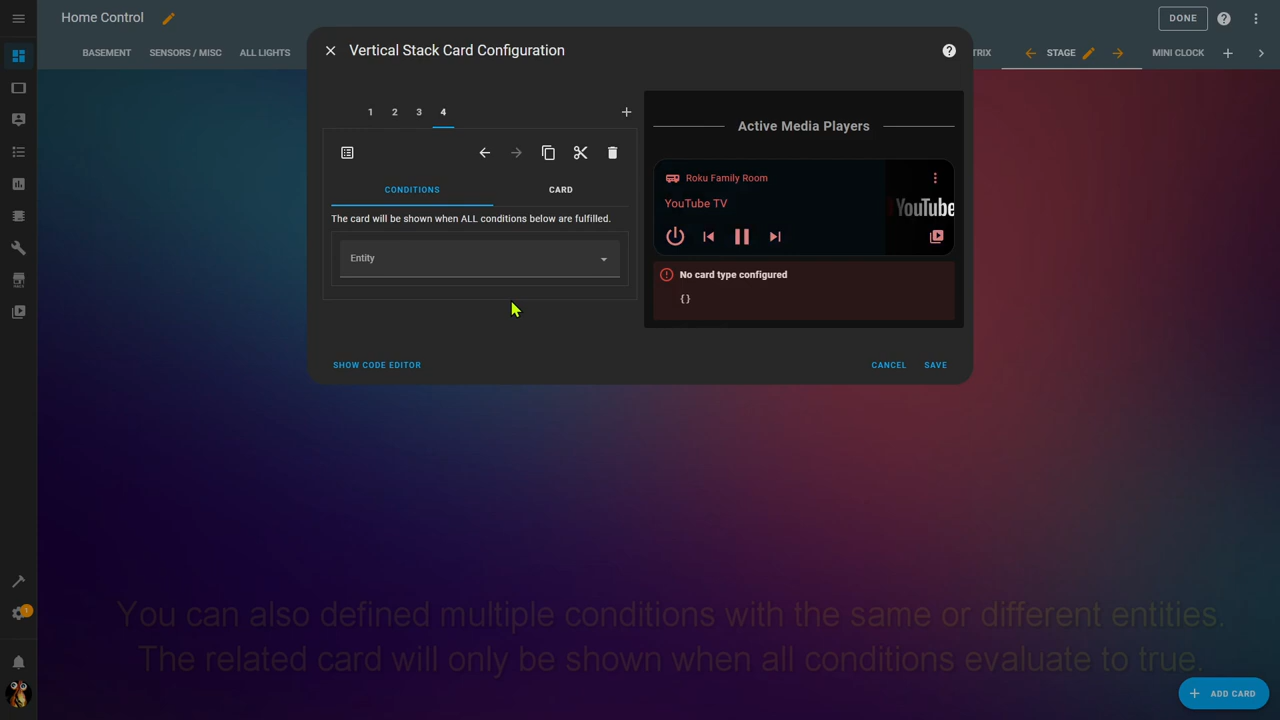 Home Control
DONE
BASEMENT
SENSORS / MISC
ALL LIGHTS
TRIX
STAGE
MINI CLOCK
Vertical Stack Card Configuration
1
2
3
4
CONDITIONS
CARD
The card will be shown when ALL conditions below are fulfilled.
Entity
SHOW CODE EDITOR
Active Media Players
Roku Family Room
YouTube TV
YouTube
No card type configured
{}
CANCEL
SAVE
1
You can also defined multiple conditions with the same or different entities.
The related card will only be shown when all conditions evaluate to true.
ADD CARD